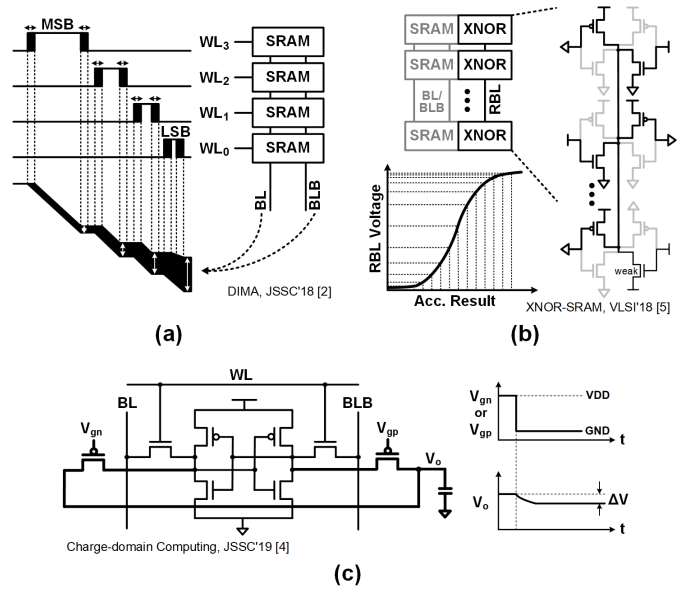 MSB
WL3
SRAM
WL2
SRAM
WL1
SRAM
LSB
WL0
SRAM
BL
BLB
DIMA, JSSC'18 [2]
(a)
SRAM XNOR
SRAM XNOR
BL/
BLB
RBL
SRAM XNOR
RBL Voltage
Acc. Result
weak
XNOR-SRAM, VLSI'18 [5]
(b)
WL
BL
BLB
Vgn
Vgp
Vo
Charge-domain Computing, JSSC'19 [4]
Vgn
or
Vgp
VDD
GND
t
Vo
ΔV
t
(c)